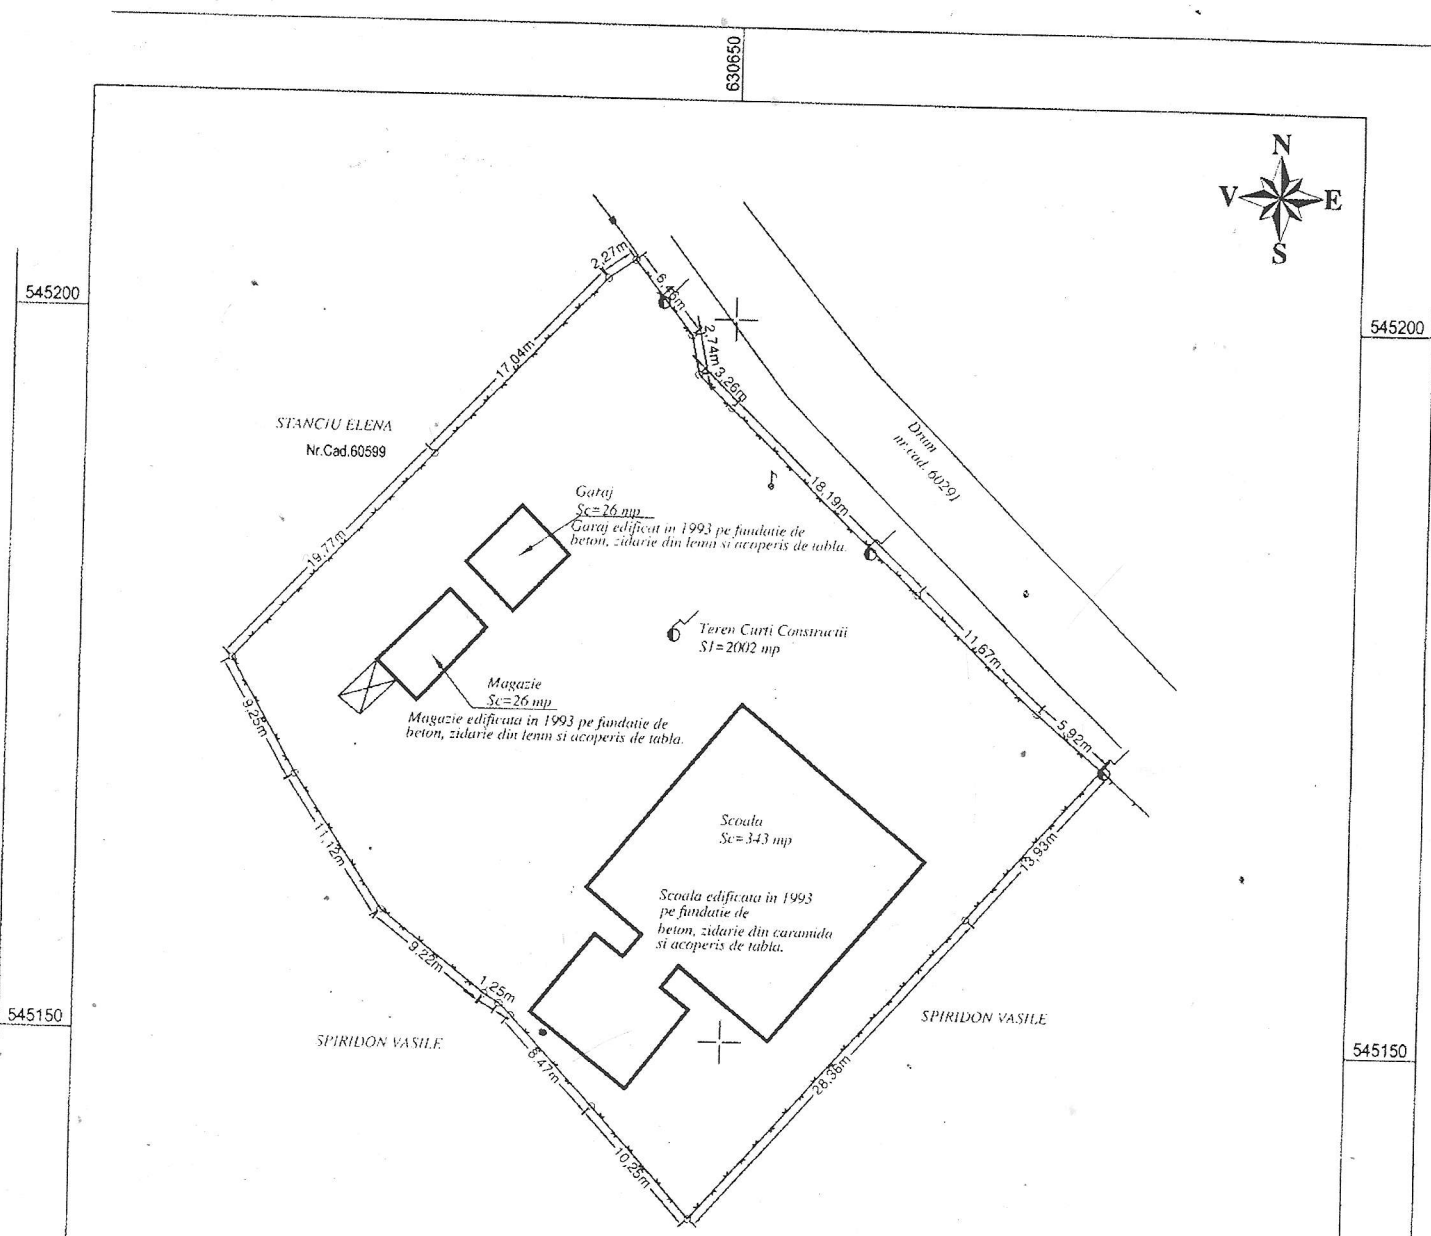 630650
N
V E
S
545200
545200
2,27m
6,46m
2,74m
3,26m
17,04m
STANCIU ELENA
Nr.Cad.60599
Drum
nr.cad. 60291
18,19m
Garaj
Sc=26 mp
Garaj edificat in 1993 pe fundatie de
beton, zidarie din lemn si acoperis de tabla.
19,77m
Teren Curti Constructii
S1=2002 mp
11,67m
Magazie
Sc=26 mp
Magazie edificata in 1993 pe fundatie de
beton, zidarie din lemn si acoperis de tabla.
9,25m
5,92m
Scoala
Sc=343 mp
11,12m
13,93m
Scoala edificata in 1993
pe fundatie de
beton, zidarie din caramida
si acoperis de tabla.
9,22m
1,25m
545150
SPIRIDON VASILE
SPIRIDON VASILE
545150
8,47m
28,36m
10,25m